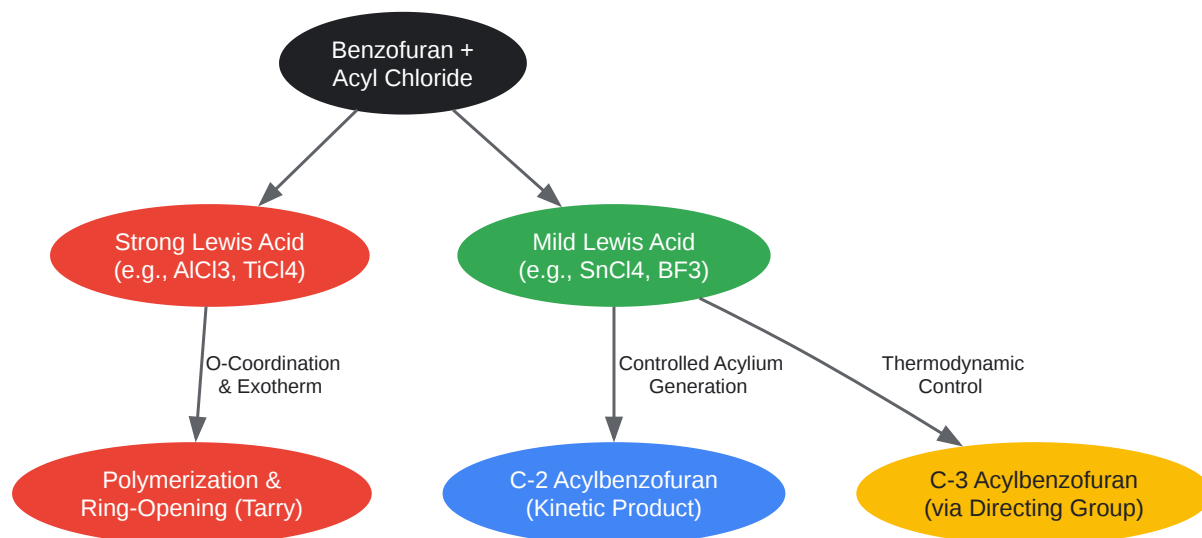 Benzofuran +
Acyl Chloride
Strong Lewis Acid
(e.g., AlCl3, TiCl4)
Mild Lewis Acid
(e.g., SnCl4, BF3)
O-Coordination
& Exotherm
Controlled Acylium
Generation
Thermodynamic
Control
Polymerization &
Ring-Opening (Tarry)
C-2 Acylbenzofuran
(Kinetic Product)
C-3 Acylbenzofuran
(via Directing Group)